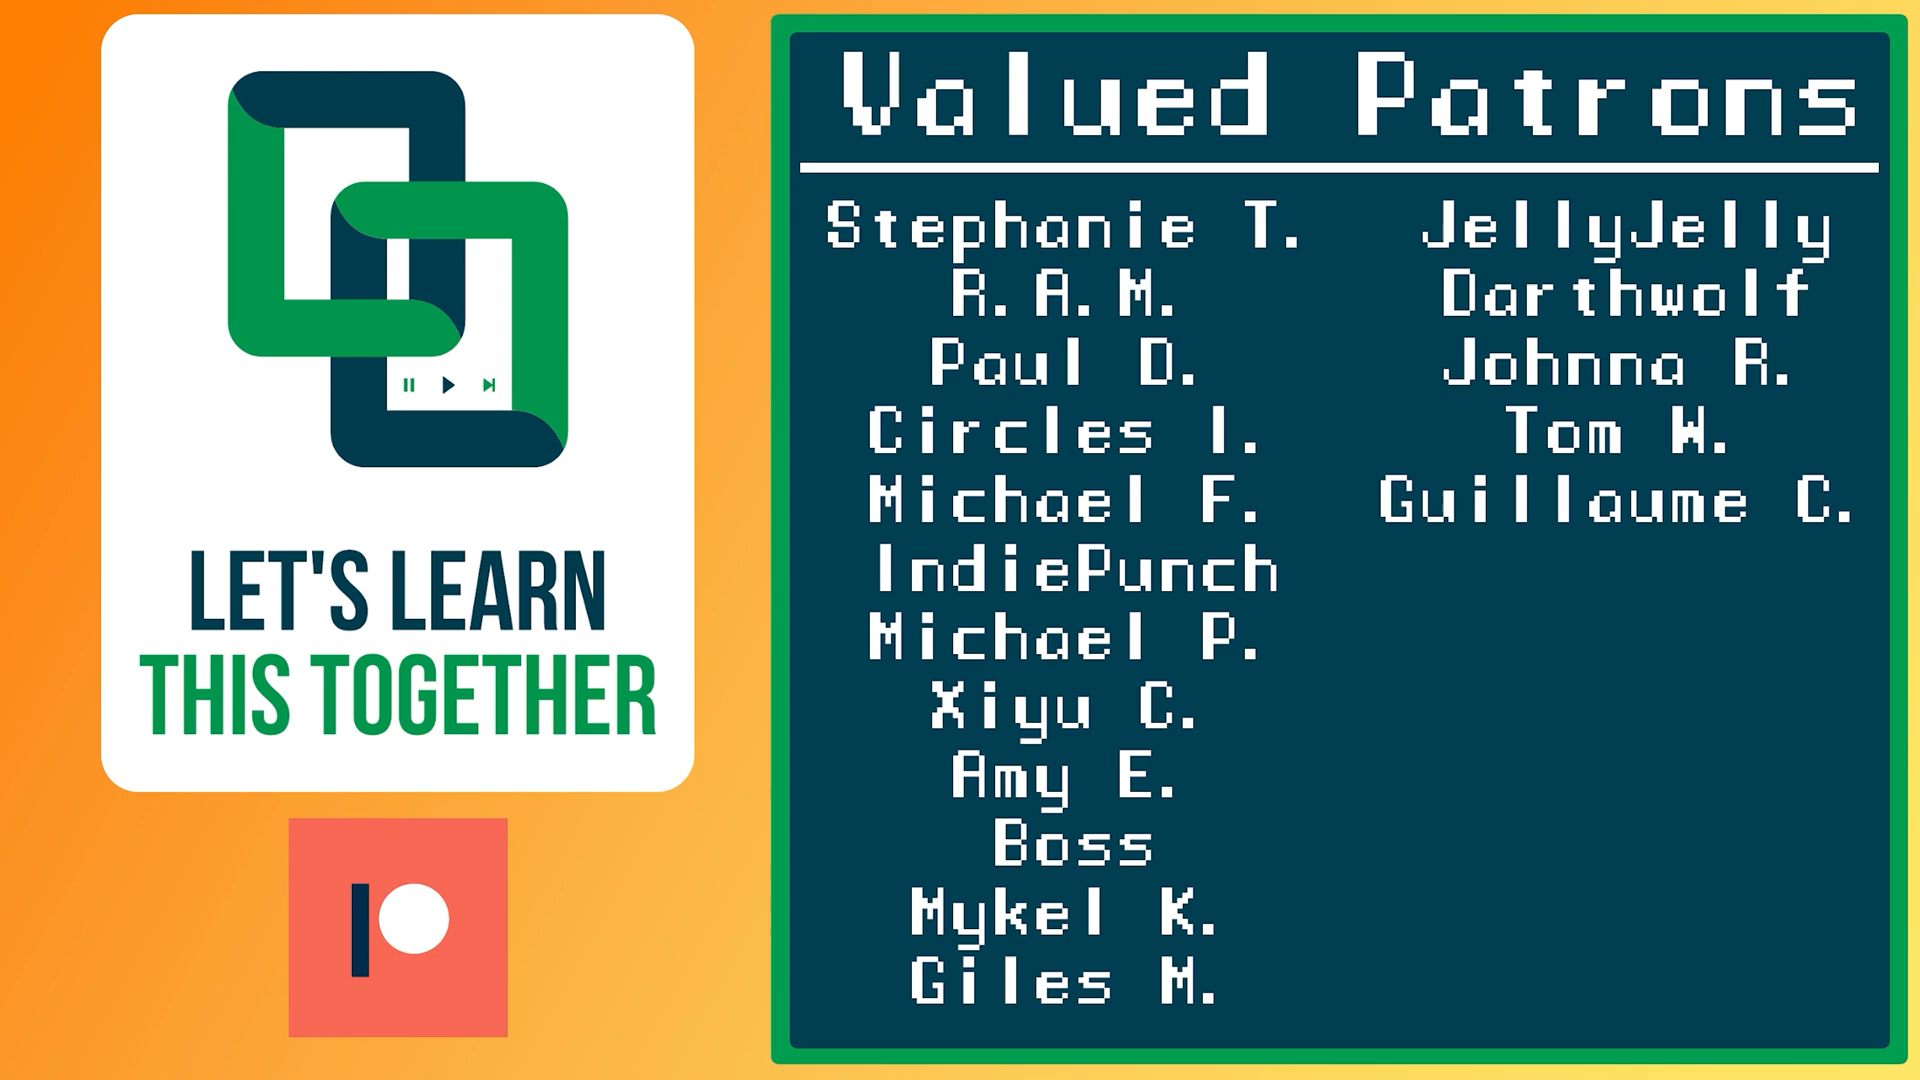 LET'S LEARN
THIS TOGETHER
Valued Patrons
Stephanie T.
R.A.M.
Paul D.
Circles I.
Michael F.
IndiePunch
Michael P.
Xiyu C.
Amy E.
Boss
Mykel K.
Giles M.
JellyJelly
Darthwolf
Johnna R.
Tom W.
Guillaume C.